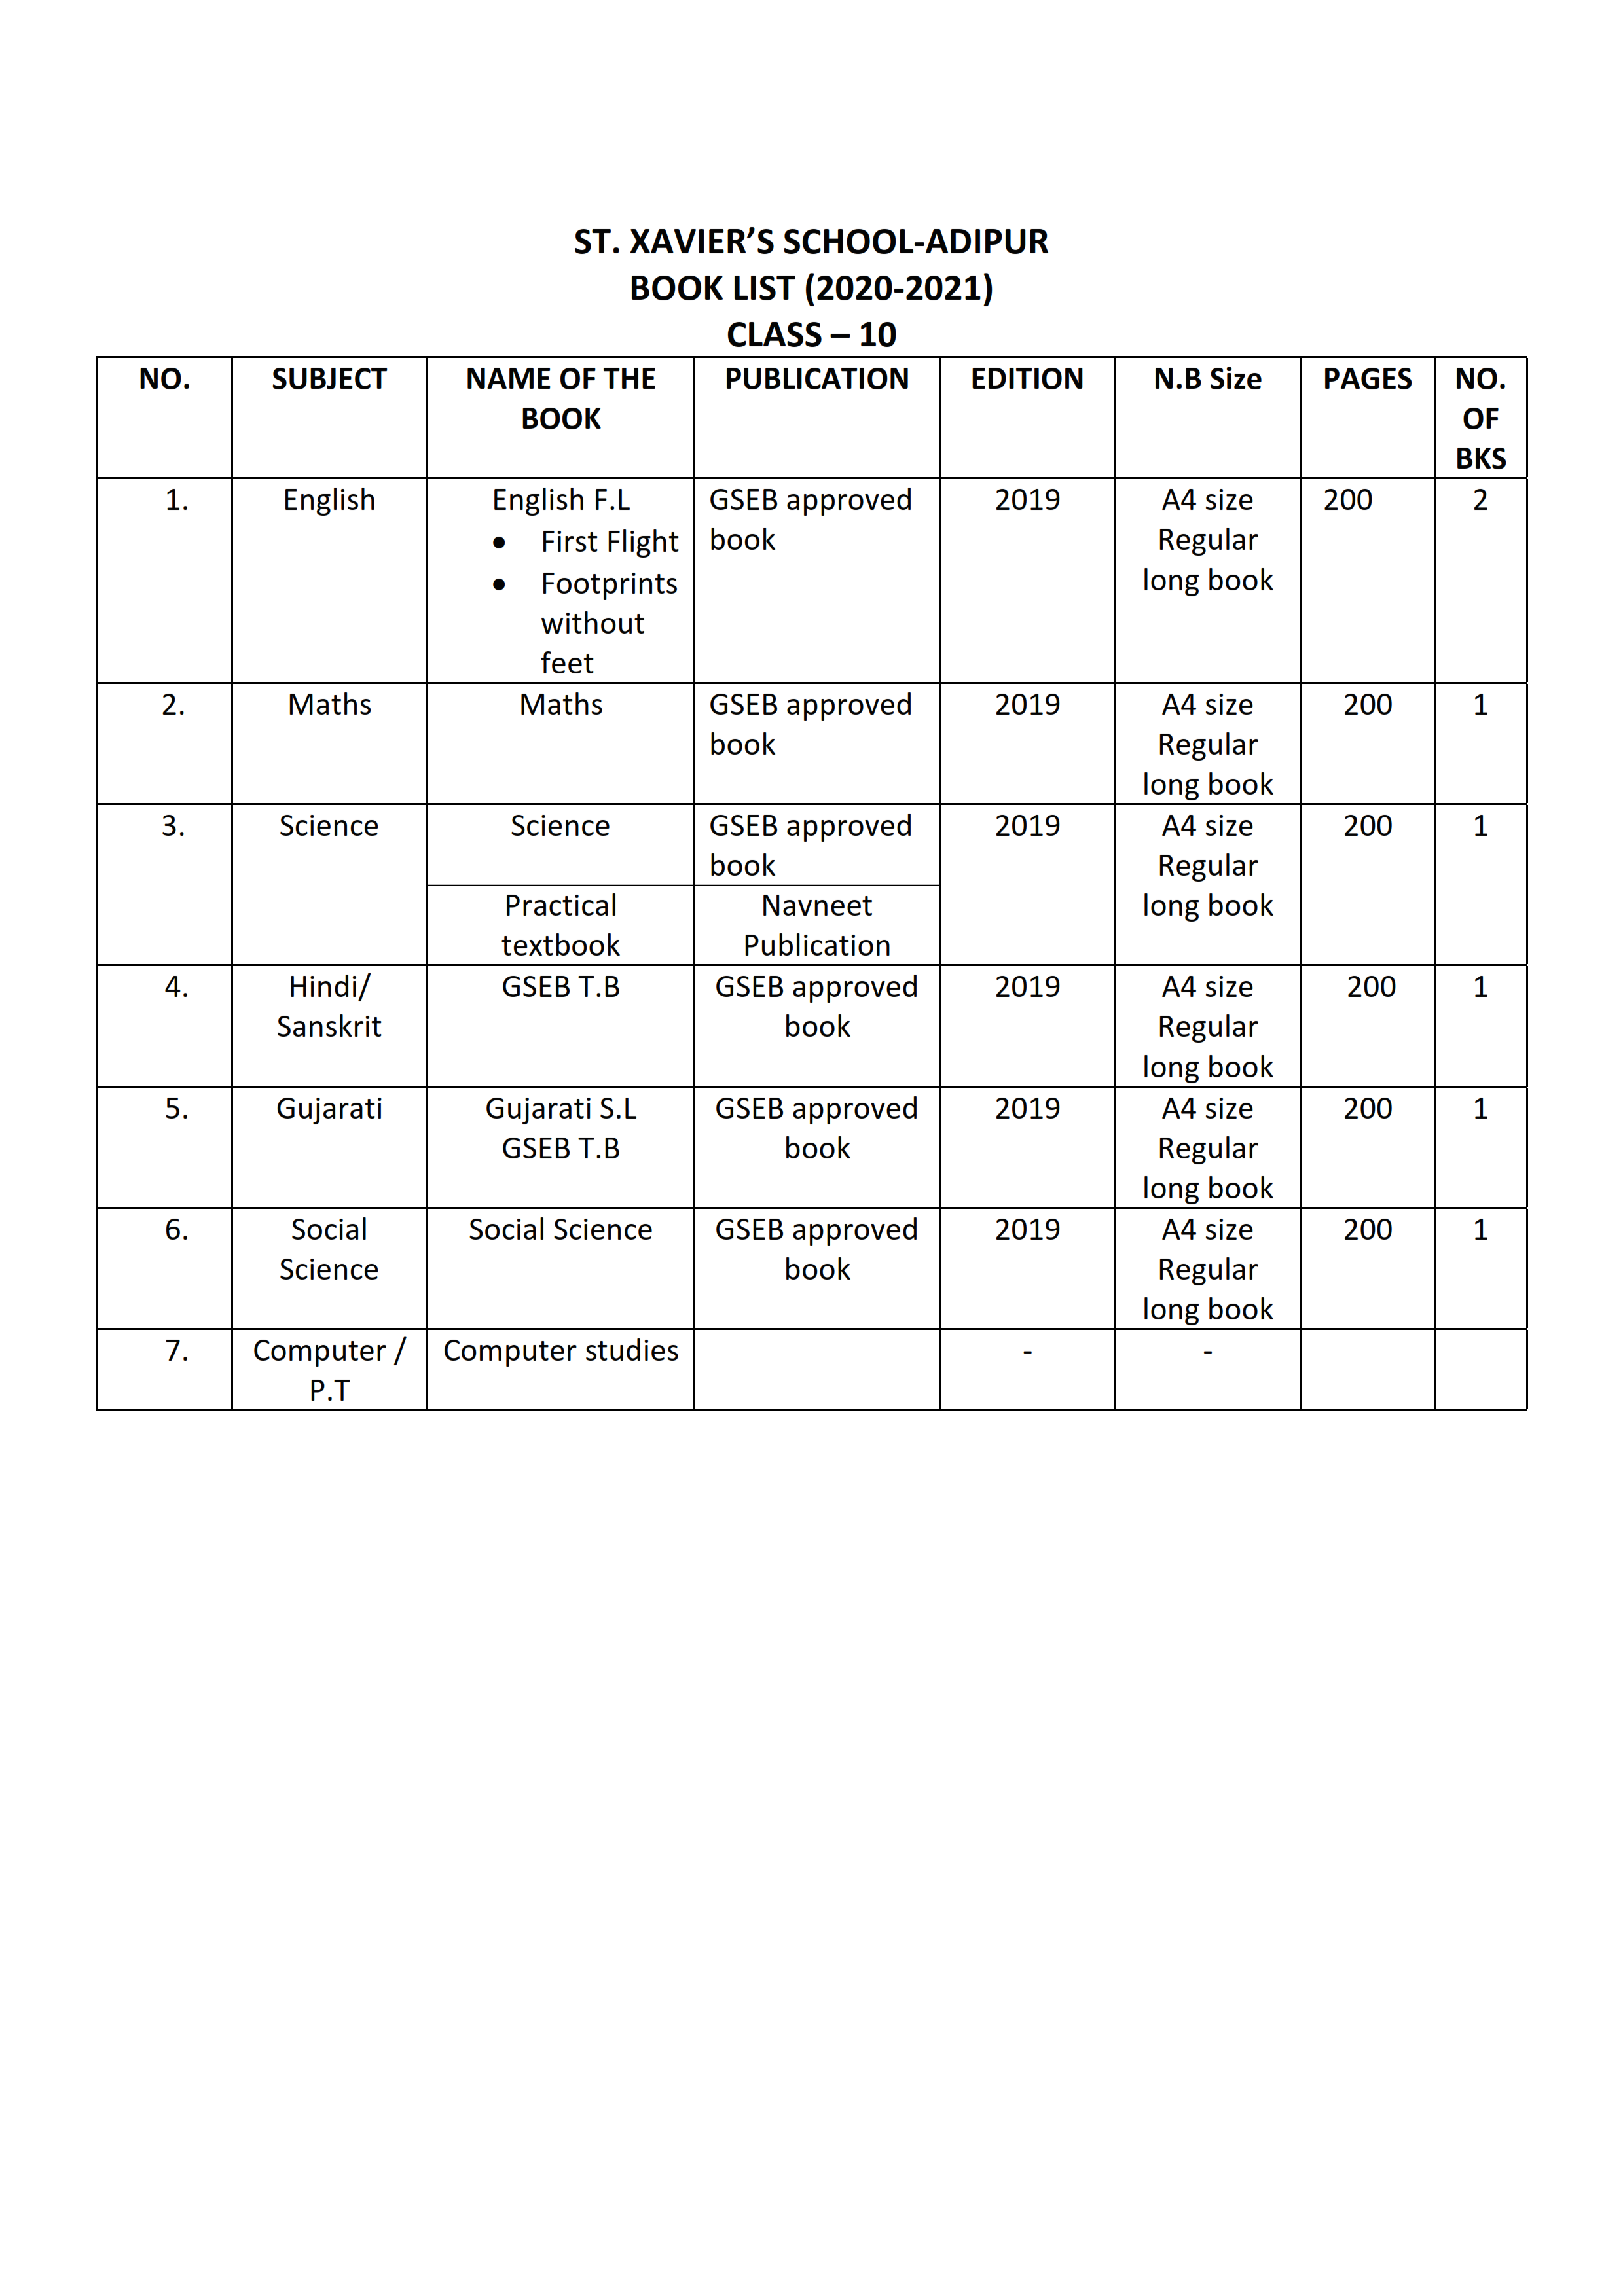 ST. XAVIER’S SCHOOL-ADIPUR
BOOK LIST (2020-2021)
CLASS – 10
NO. SUBJECT NAME OF THE PUBLICATION EDITION N.B Size PAGES NO.
BOOK OF
BKS
1. English English F.L GSEB approved 2019 A4 size 200 2
• First Flight book Regular
• Footprints long book
without
feet
2. Maths Maths GSEB approved 2019 A4 size 200 1
book Regular
long book
3. Science Science GSEB approved 2019 A4 size 200 1
book Regular
Practical Navneet long book
textbook Publication
4. Hindi/ GSEB T.B GSEB approved 2019 A4 size 200 1
Sanskrit book Regular
long book
5. Gujarati Gujarati S.L GSEB approved 2019 A4 size 200 1
GSEB T.B book Regular
long book
6. Social Social Science GSEB approved 2019 A4 size 200 1
Science book Regular
long book
7. Computer / Computer studies - -
P.T